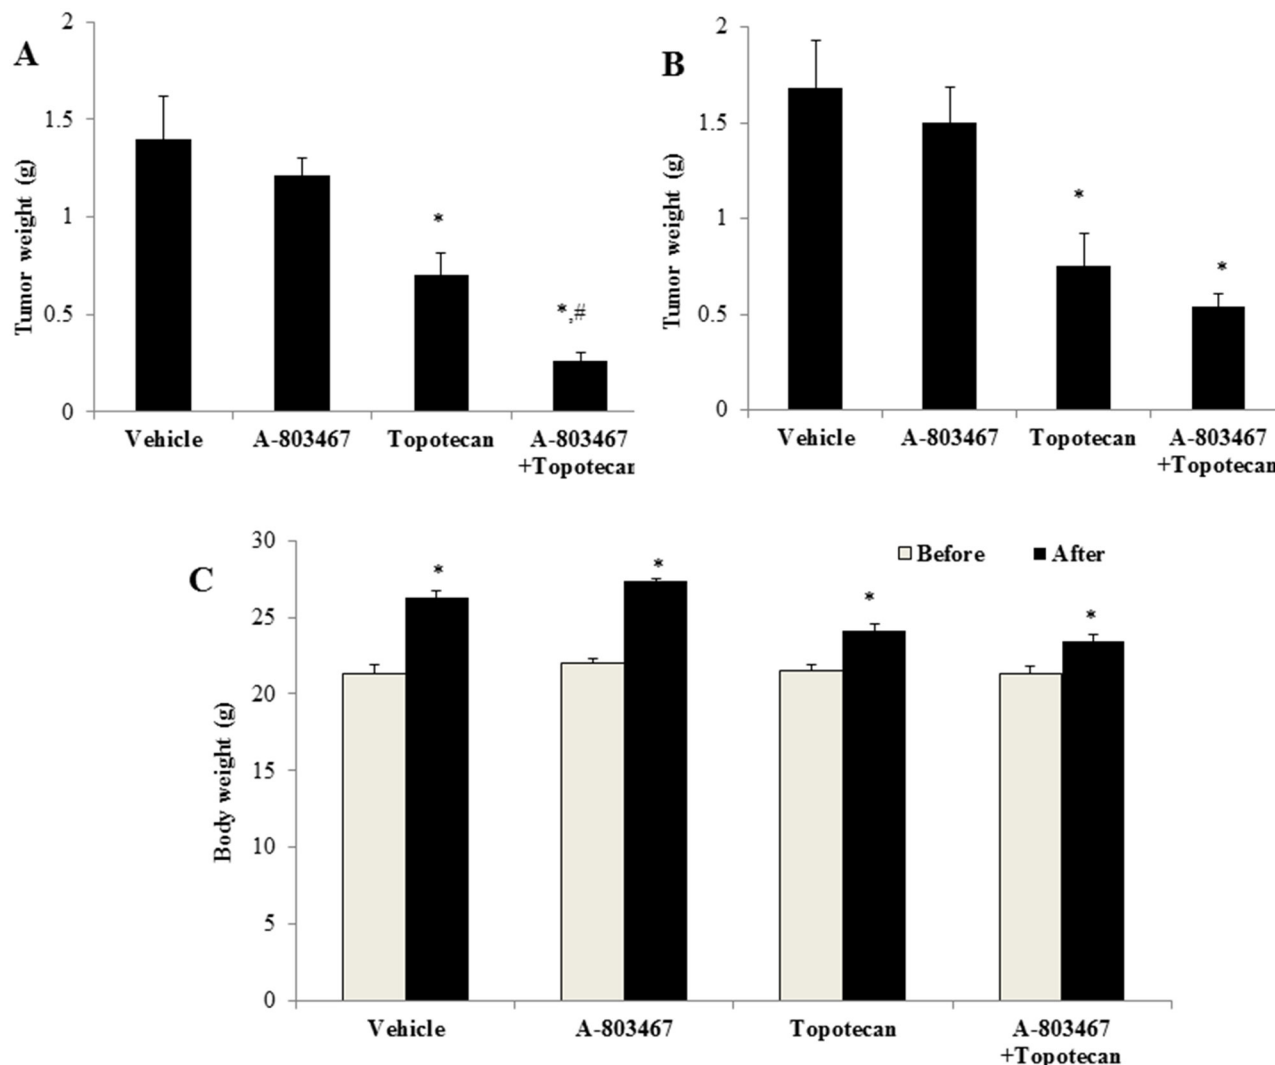 A
Tumor weight (g)
2
1.5
1
0.5
0
*
*,#
Vehicle
A-803467
Topotecan
A-803467
+Topotecan
B
Tumor weight (g)
2
1.5
1
0.5
0
*
*
Vehicle
A-803467
Topotecan
A-803467
+Topotecan
C
Body weight (g)
30
25
20
15
10
5
0
Before
After
*
*
*
*
Vehicle
A-803467
Topotecan
A-803467
+Topotecan